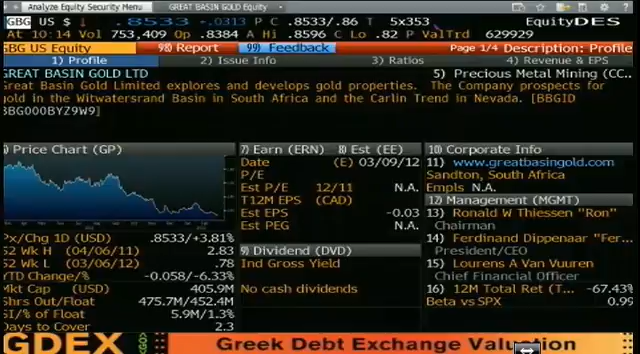 Analyze Equity Security Menu GREAT BASIN GOLD Equity
GBG US $ ↓ .8533 -.0313 P C .8533/.86 T 5x353 EquityDES
At 10:14 Vol 753,409 Op .8384 A Hi .8596 C Lo .82 P ValTrd 629929
GBG US Equity 98) Report 99) Feedback Page 1/4 Description: Profile
1) Profile 2) Issue Info 3) Ratios 4) Revenue & EPS
GREAT BASIN GOLD LTD 5) Precious Metal Mining (CC..
Great Basin Gold Limited explores and develops gold properties. The Company prospects for
gold in the Witwatersrand Basin in South Africa and the Carlin Trend in Nevada. [BBGID
BBG000BYZ9W9]
6) Price Chart (GP) 7) Earn (ERN) 8) Est (EE) 10) Corporate Info
Date (E) 03/09/12 11) www.greatbasingold.com
P/E Sandton, South Africa
Est P/E 12/11 N.A. Empls N.A.
T12M EPS (CAD) 12) Management (MGMT)
Est EPS -0.03 13) Ronald W Thiessen "Ron"
Est PEG N.A. Chairman
14) Ferdinand Dippenaar "Fer...
Px/Chg 1D (USD) .8533/+3.81% 9) Dividend (DVD) President/CEO
52 Wk H (04/06/11) 2.83 Ind Gross Yield 15) Lourens A Van Vuuren
52 Wk L (03/06/12) .78 Chief Financial Officer
YTD Change/% -0.058/-6.33% No cash dividends 16) 12M Total Ret (T... -67.43%
Mkt Cap (USD) 405.9M Beta vs SPX 0.99
Shrs Out/Float 475.7M/452.4M
SI/% of Float 5.9M/1.3%
Days to Cover 2.3
GDEX GO Greek Debt Exchange Valuation